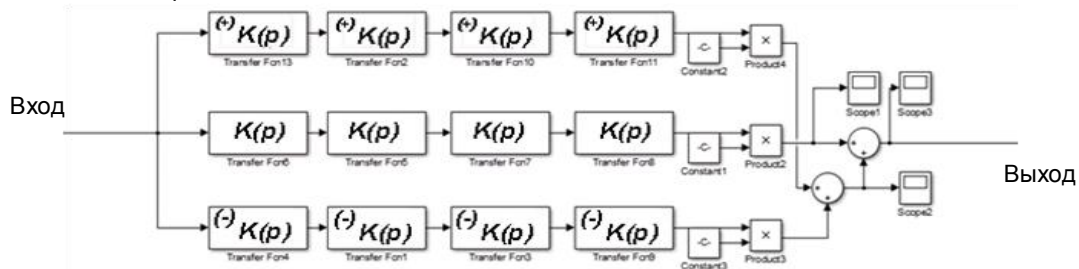 (+)K(p) (+)K(p) (+)K(p) (+)K(p) -C- ×
Transfer Fcn13 Transfer Fcn2 Transfer Fcn10 Transfer Fcn11 Constant2 Product4
Вход
K(p) K(p) K(p) K(p) -C- ×
Transfer Fcn6 Transfer Fcn5 Transfer Fcn7 Transfer Fcn8 Constant1 Product2
Scope1 Scope3
Выход
Scope2
(-)K(p) (-)K(p) (-)K(p) (-)K(p) -C- ×
Transfer Fcn4 Transfer Fcn1 Transfer Fcn3 Transfer Fcn9 Constant3 Product3